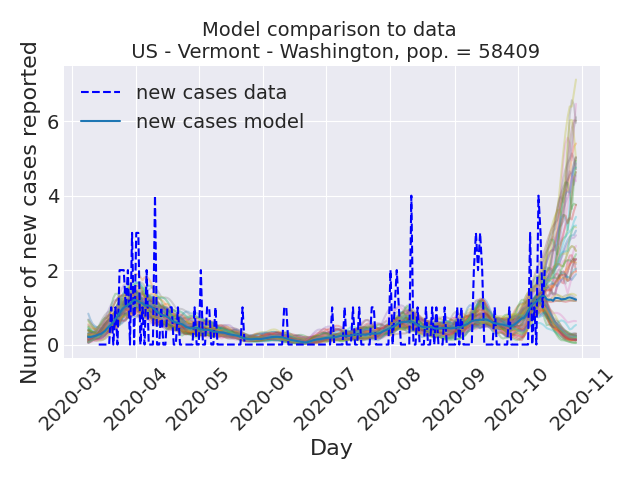 Model comparison to data
US - Vermont - Washington, pop. = 58409
Number of new cases reported
new cases data
new cases model
6
4
2
0
2020-03
2020-04
2020-05
2020-06
2020-07
2020-08
2020-09
2020-10
2020-11
Day